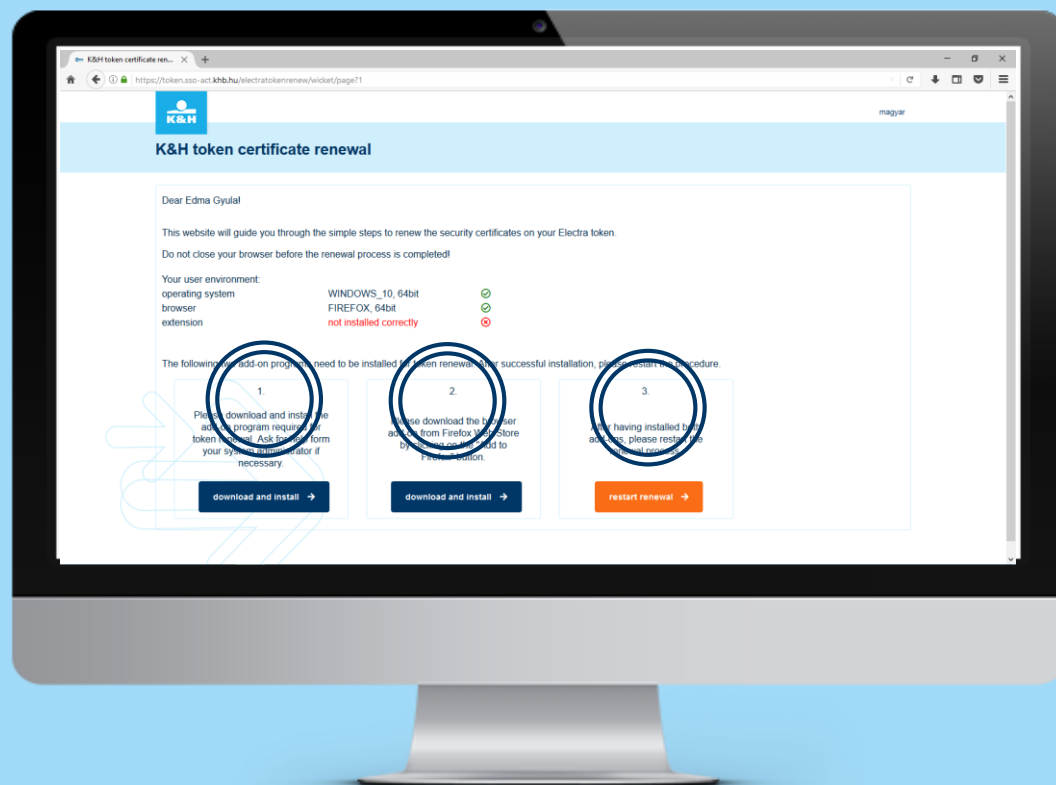 K&H token certificate ren...
https://token.sso-act.khb.hu/electratokenrenew/wicket/page?1
K&H
magyar
K&H token certificate renewal
Dear Edma Gyula!
This website will guide you through the simple steps to renew the security certificates on your Electra token.
Do not close your browser before the renewal process is completed!
Your user environment:
operating system WINDOWS_10, 64bit
browser FIREFOX, 64bit
extension not installed correctly
The following two add-on programs need to be installed for token renewal. After successful installation, please restart the procedure.
1.
Please download and install the
add-on program required for
token renewal. Ask for help form
your system administrator if
necessary.
download and install
2.
Please download the browser
add-on from Firefox Web Store
by clicking on the "Add to
Firefox" button.
download and install
3.
After having installed both
add-ons, please restart the
renewal process.
restart renewal